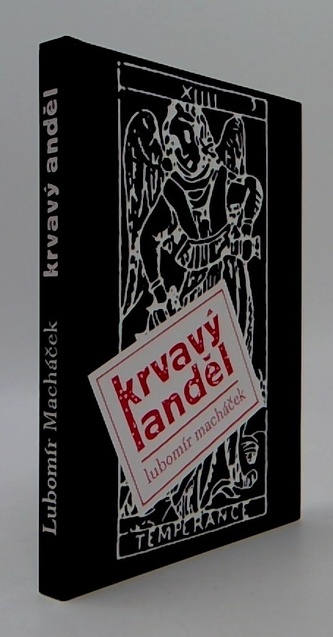 Lubomír Macháček krvavý anděl
XIIII
krvavý
anděl
lubomír macháček
TEMPERANCE